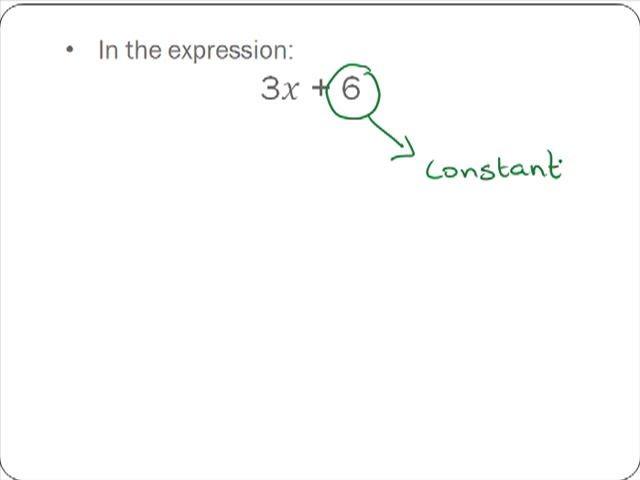 • In the expression:
3x + 6
constant